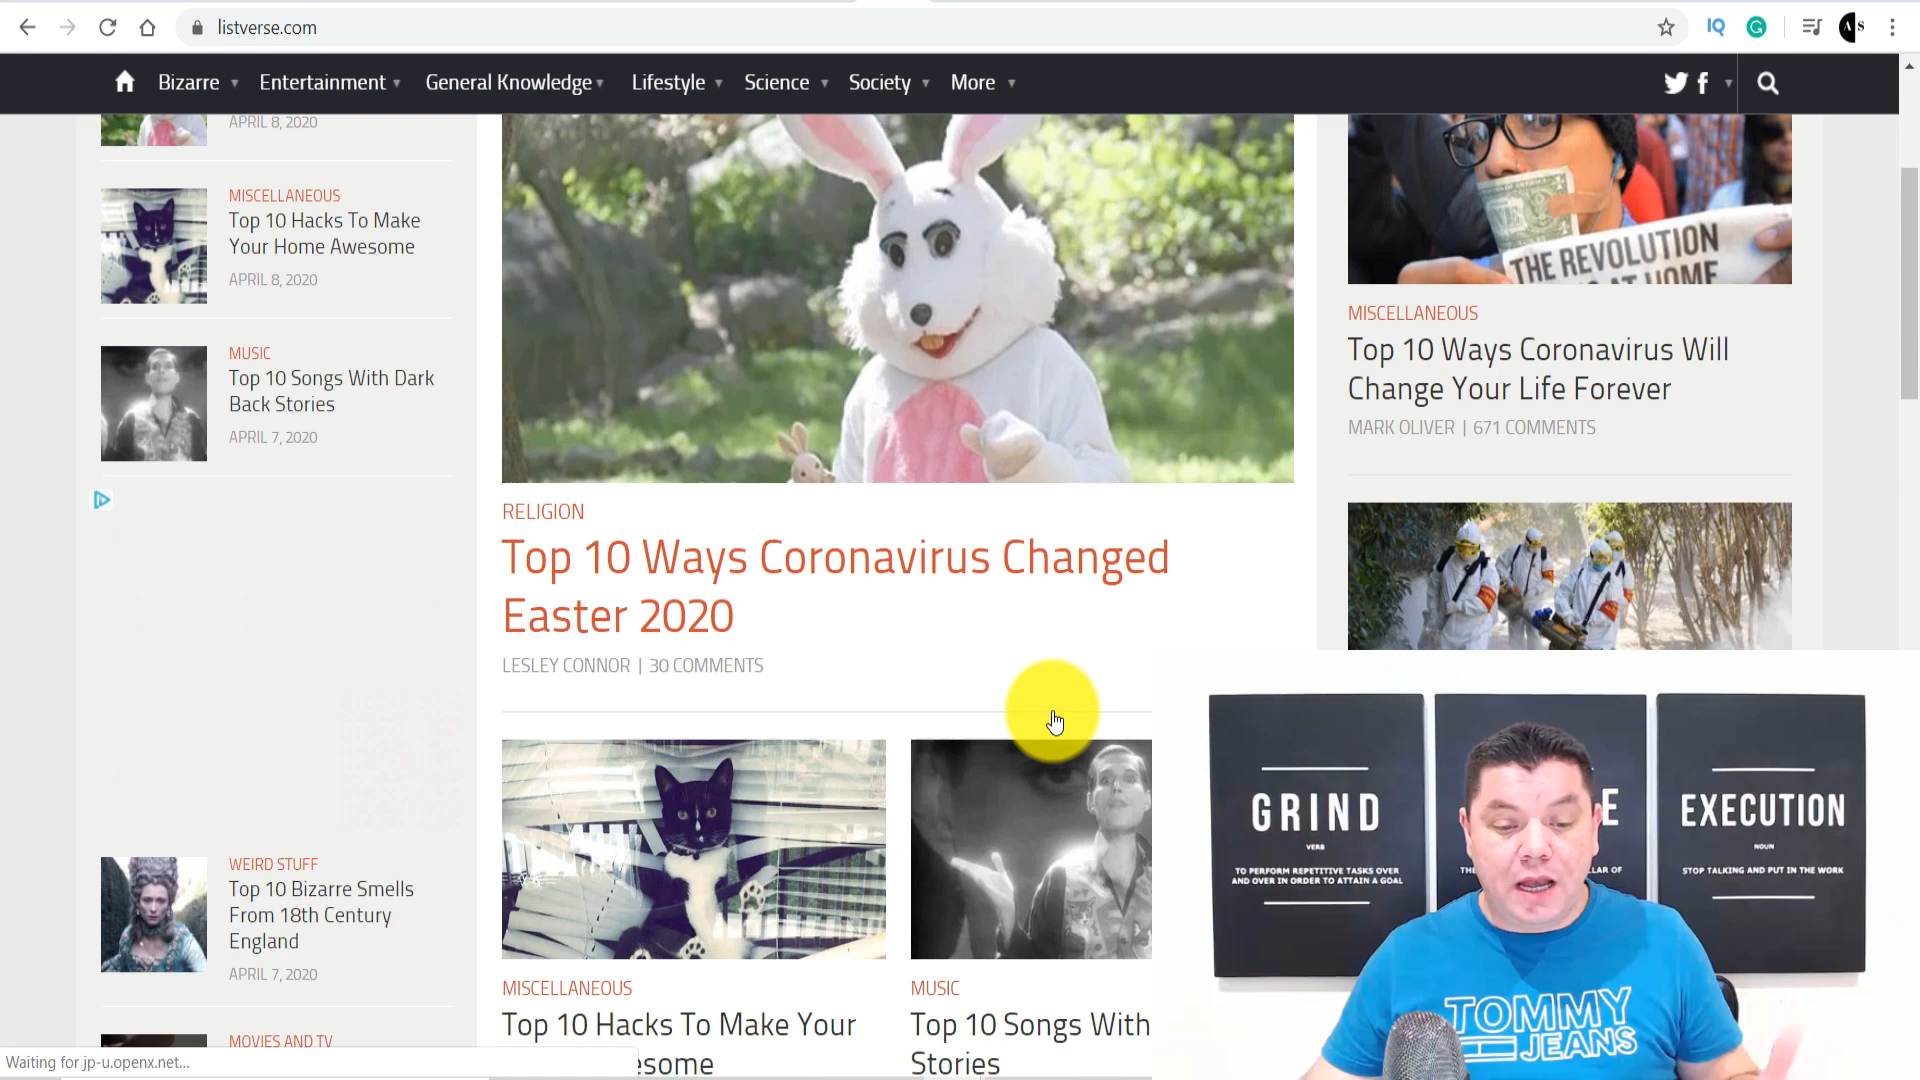 listverse.com
IQ
A S
Bizarre
Entertainment
General Knowledge
Lifestyle
Science
Society
More
APRIL 8, 2020
MISCELLANEOUS
Top 10 Hacks To Make
Your Home Awesome
APRIL 8, 2020
MUSIC
Top 10 Songs With Dark
Back Stories
APRIL 7, 2020
WEIRD STUFF
Top 10 Bizarre Smells
From 18th Century
England
APRIL 7, 2020
MOVIES AND TV
Waiting for jp-u.openx.net...
RELIGION
Top 10 Ways Coronavirus Changed
Easter 2020
LESLEY CONNOR | 30 COMMENTS
MISCELLANEOUS
Top 10 Hacks To Make Your
esome
MUSIC
Top 10 Songs With
Stories
THE REVOLUTION
AT HOME
MISCELLANEOUS
Top 10 Ways Coronavirus Will
Change Your Life Forever
MARK OLIVER | 671 COMMENTS
GRIND
VERB
TO PERFORM REPETITIVE TASKS OVER
AND OVER IN ORDER TO ATTAIN A GOAL
E
LAR OF
EXECUTION
NOUN
STOP TALKING AND PUT IN THE WORK
TOMMY
JEANS